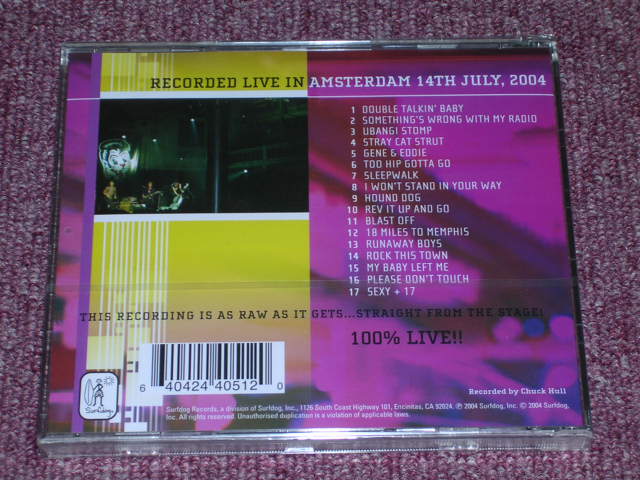 RECORDED LIVE IN AMSTERDAM 14TH JULY, 2004
1 DOUBLE TALKIN' BABY
2 SOMETHING'S WRONG WITH MY RADIO
3 UBANGI STOMP
4 STRAY CAT STRUT
5 GENE & EDDIE
6 TOO HIP GOTTA GO
7 SLEEPWALK
8 I WON'T STAND IN YOUR WAY
9 HOUND DOG
10 REV IT UP AND GO
11 BLAST OFF
12 18 MILES TO MEMPHIS
13 RUNAWAY BOYS
14 ROCK THIS TOWN
15 MY BABY LEFT ME
16 PLEASE DON'T TOUCH
17 SEXY + 17
THIS RECORDING IS AS RAW AS IT GETS...STRAIGHT FROM THE STAGE!
100% LIVE!!
6 40424 40512 0
Recorded by Chuck Hull
Surfdog
Surfdog Records, a division of Surfdog, Inc., 1126 South Coast Highway 101, Encinitas, CA 92024. ℗ 2004 Surfdog, Inc. © 2004 Surfdog,
Inc. All rights reserved. Unauthorised duplication is a violation of applicable laws.